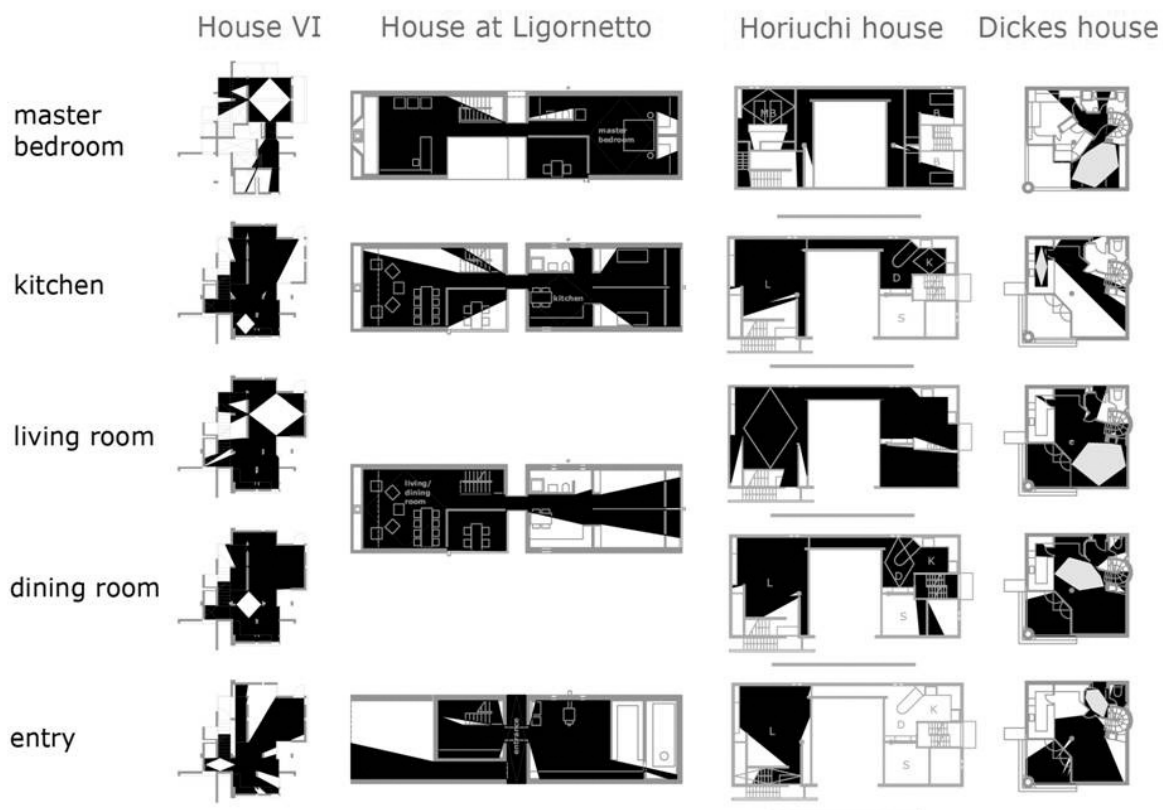 House VI
House at Ligornetto
Horiuchi house
Dickes house
master
bedroom
master
bedroom
MB
B
B
kitchen
kitchen
L
D
K
S
living room
living/
dining
room
dining room
L
D
K
S
entry
entrance
L
D
K
S